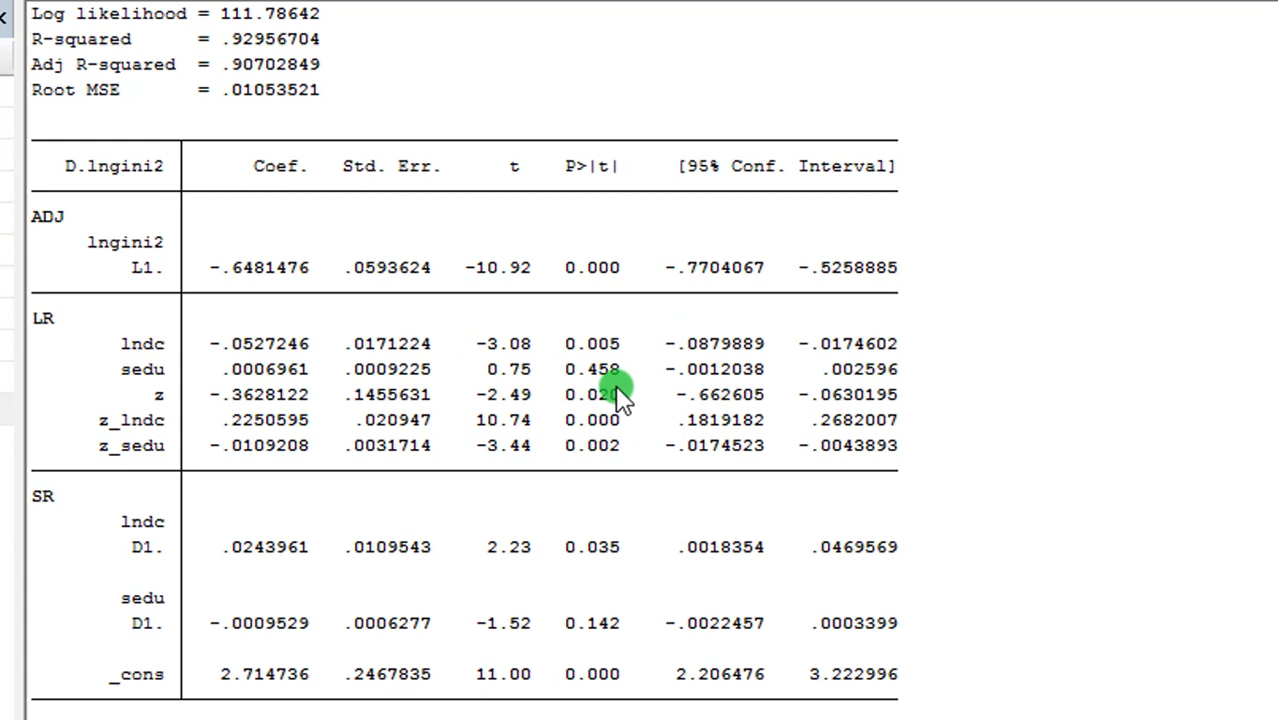 Log likelihood = 111.78642
R-squared = .92956704
Adj R-squared = .90702849
Root MSE = .01053521
D.lngini2 Coef. Std. Err. t P>|t| [95% Conf. Interval]
ADJ
lngini2
L1. -.6481476 .0593624 -10.92 0.000 -.7704067 -.5258885
LR
lndc -.0527246 .0171224 -3.08 0.005 -.0879889 -.0174602
sedu .0006961 .0009225 0.75 0.458 -.0012038 .002596
z -.3628122 .1455631 -2.49 0.020 -.662605 -.0630195
z_lndc .2250595 .020947 10.74 0.000 .1819182 .2682007
z_sedu -.0109208 .0031714 -3.44 0.002 -.0174523 -.0043893
SR
lndc
D1. .0243961 .0109543 2.23 0.035 .0018354 .0469569
sedu
D1. -.0009529 .0006277 -1.52 0.142 -.0022457 .0003399
_cons 2.714736 .2467835 11.00 0.000 2.206476 3.222996